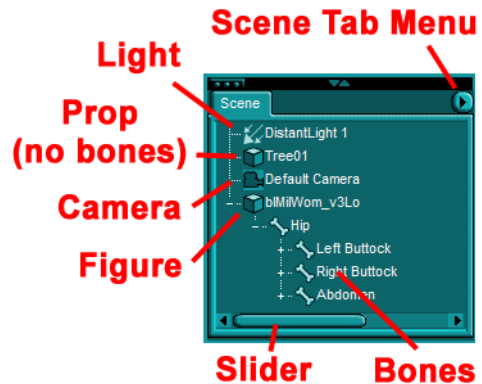 Scene Tab Menu
Light
Prop
(no bones)
Camera
Figure
Scene
DistantLight 1
Tree01
Default Camera
blMilWom_v3Lo
Hip
Left Buttock
Right Buttock
Abdomen
Slider
Bones